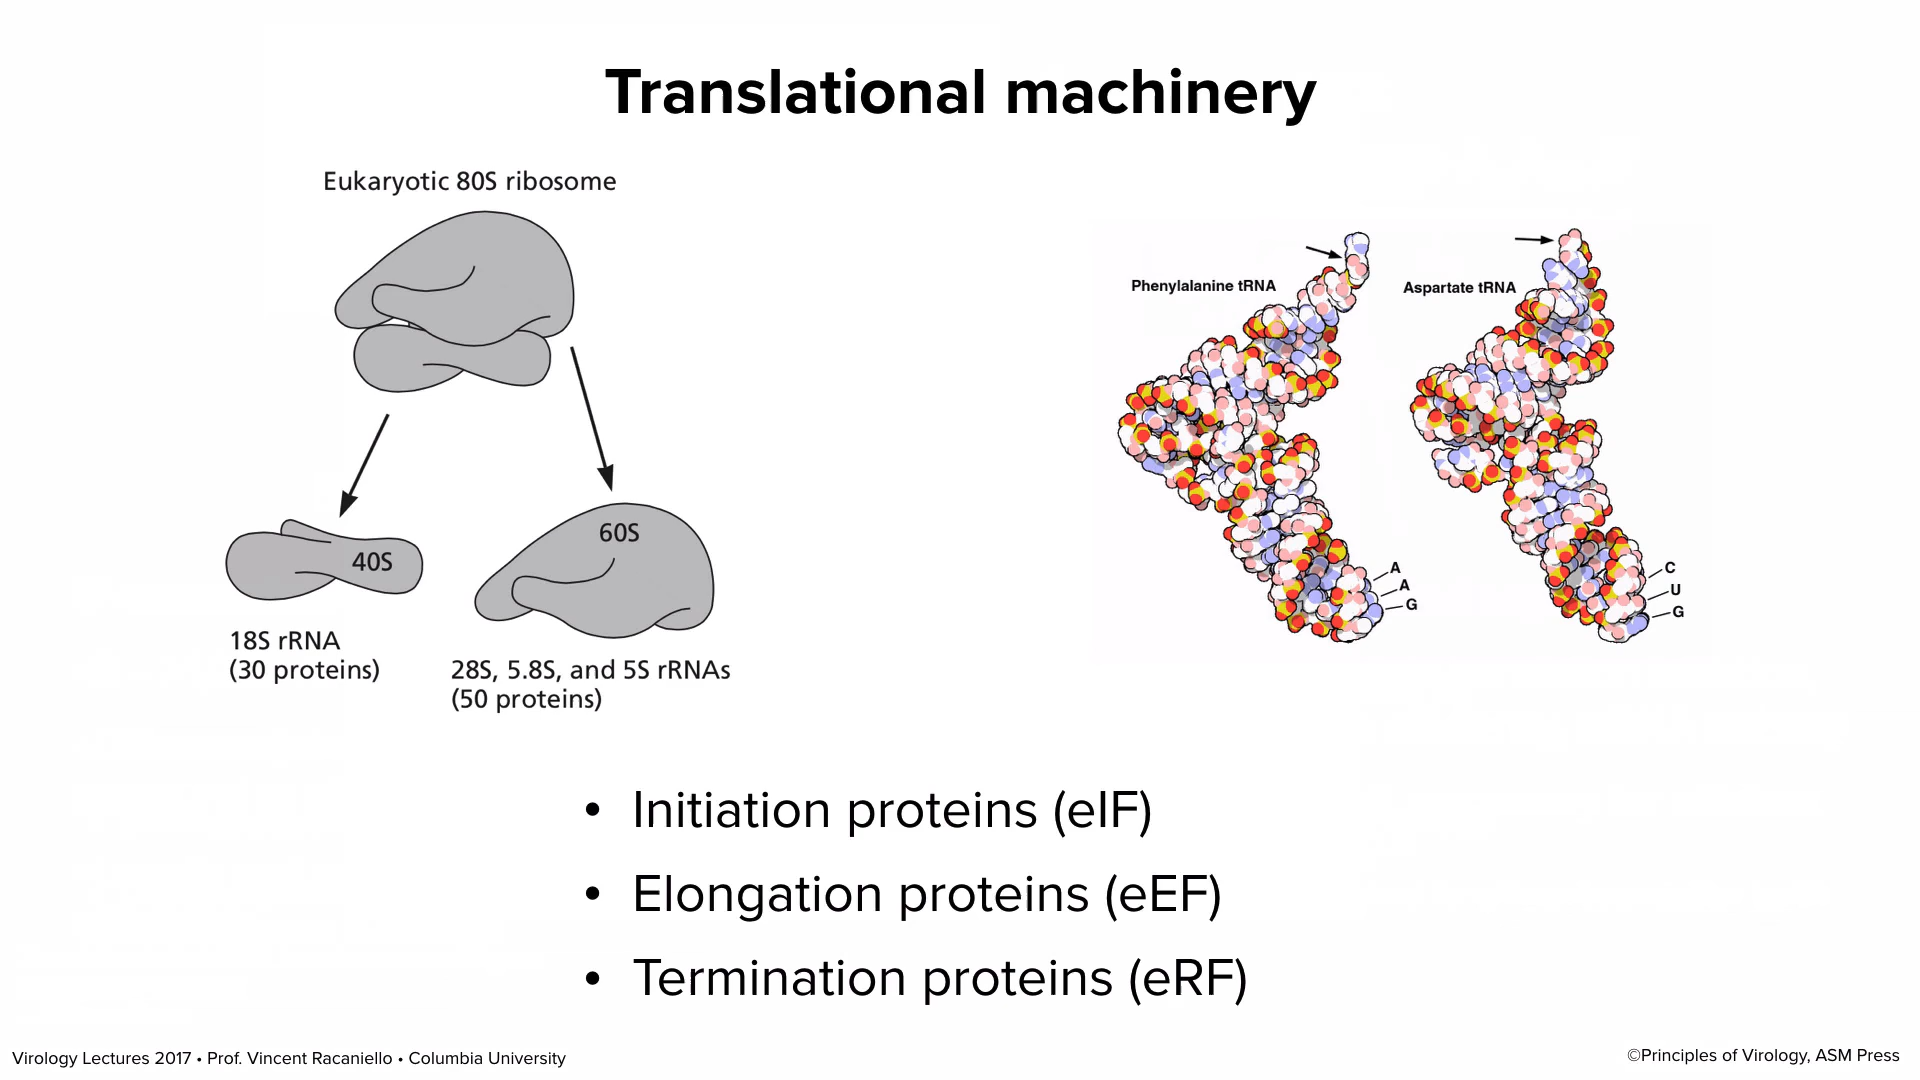 Translational machinery
Eukaryotic 80S ribosome
40S
60S
18S rRNA
(30 proteins)
28S, 5.8S, and 5S rRNAs
(50 proteins)
Phenylalanine tRNA
A
A
G
Aspartate tRNA
C
U
G
• Initiation proteins (eIF)
• Elongation proteins (eEF)
• Termination proteins (eRF)
Virology Lectures 2017 • Prof. Vincent Racaniello • Columbia University
©Principles of Virology, ASM Press